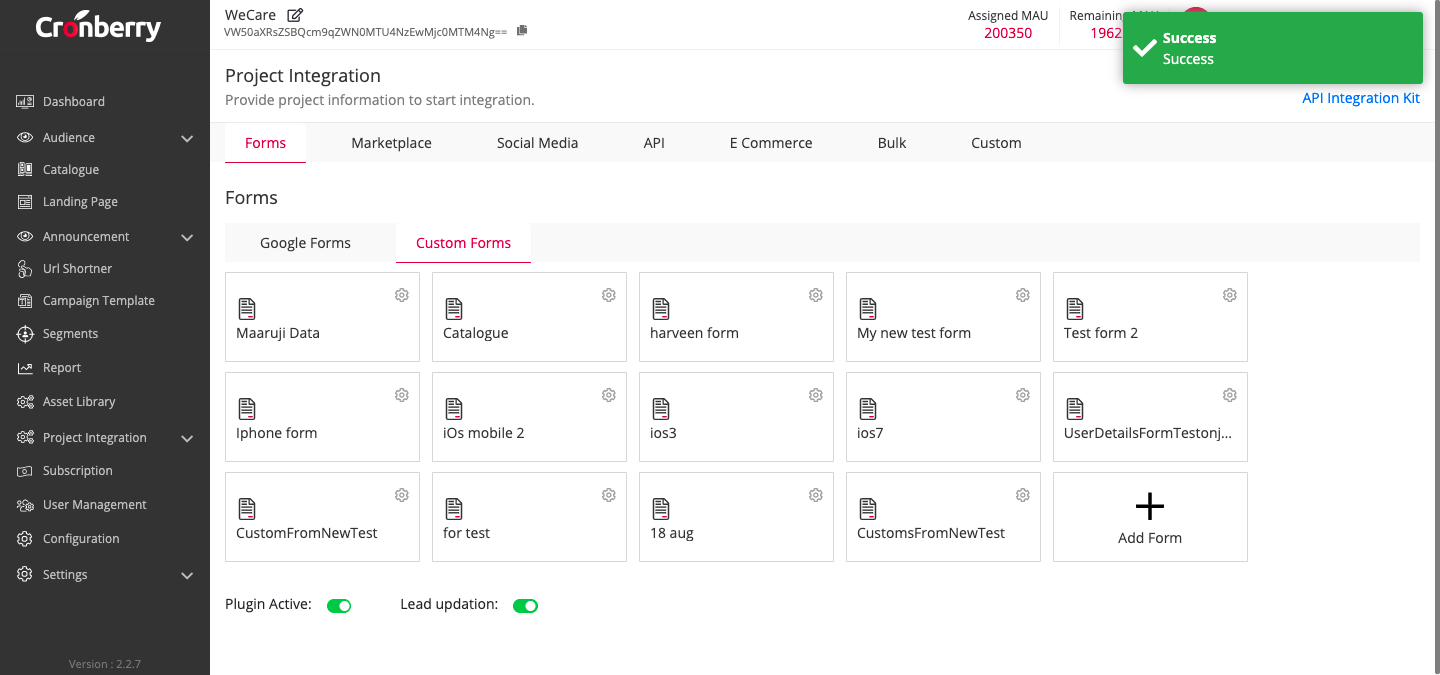 Cronberry
WeCare
VW50aXRsZSBQcm9qZWN0MTU4NzEwMjc0MTM4Ng==
Assigned MAU
200350
Remaining
1962
Success
Success
Project Integration
Provide project information to start integration.
API Integration Kit
Dashboard
Audience
Catalogue
Landing Page
Announcement
Url Shortner
Campaign Template
Segments
Report
Asset Library
Project Integration
Subscription
User Management
Configuration
Settings
Version : 2.2.7
Forms Marketplace Social Media API E Commerce Bulk Custom
Forms
Google Forms Custom Forms
Maaruji Data Catalogue harveen form My new test form Test form 2
Iphone form iOs mobile 2 ios3 ios7 UserDetailsFormTestonj...
CustomFromNewTest for test 18 aug CustomsFromNewTest Add Form
Plugin Active: Lead updation: